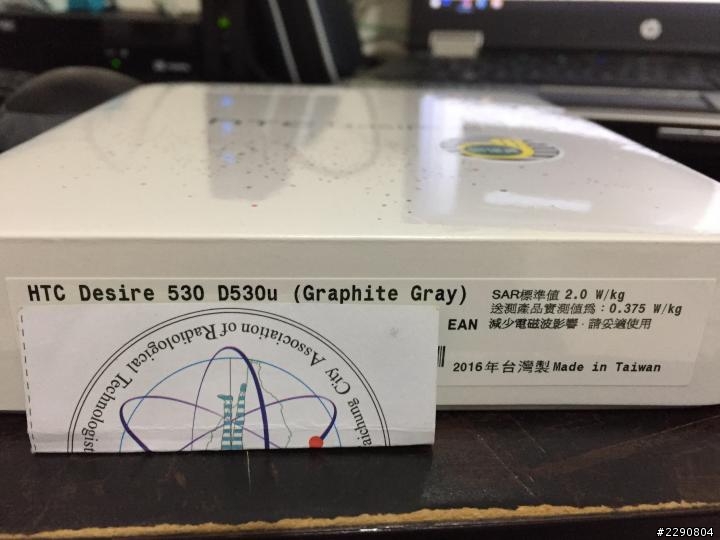 HTC Desire 530 D530u (Graphite Gray)
SAR標準值 2.0 W/kg
送測產品實測值為：0.375 W/kg
EAN 減少電磁波影響，請妥適使用
2016年台灣製 Made in Taiwan
aichung City Association of Radiological Technologist
#2290804